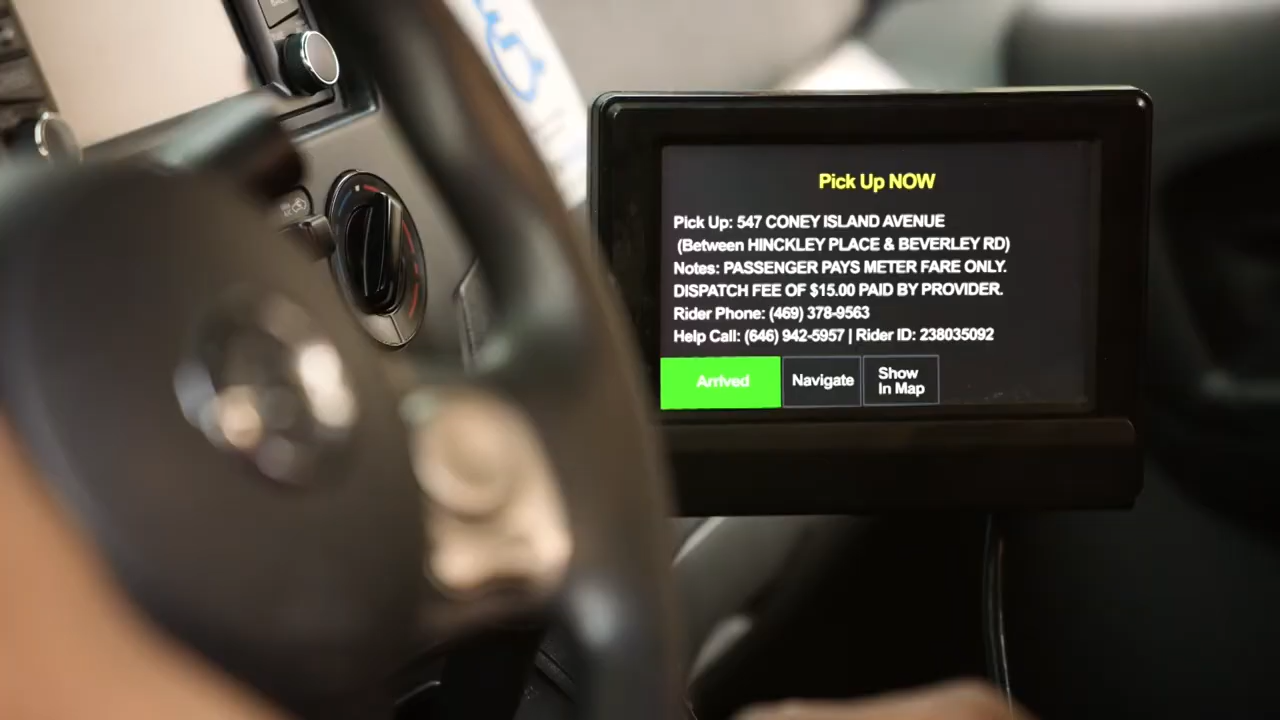 Pick Up NOW
Pick Up: 547 CONEY ISLAND AVENUE
(Between HINCKLEY PLACE & BEVERLEY RD)
Notes: PASSENGER PAYS METER FARE ONLY.
DISPATCH FEE OF $15.00 PAID BY PROVIDER.
Rider Phone: (469) 378-9563
Help Call: (646) 942-5957 | Rider ID: 238035092
Arrived
Navigate
Show
In Map